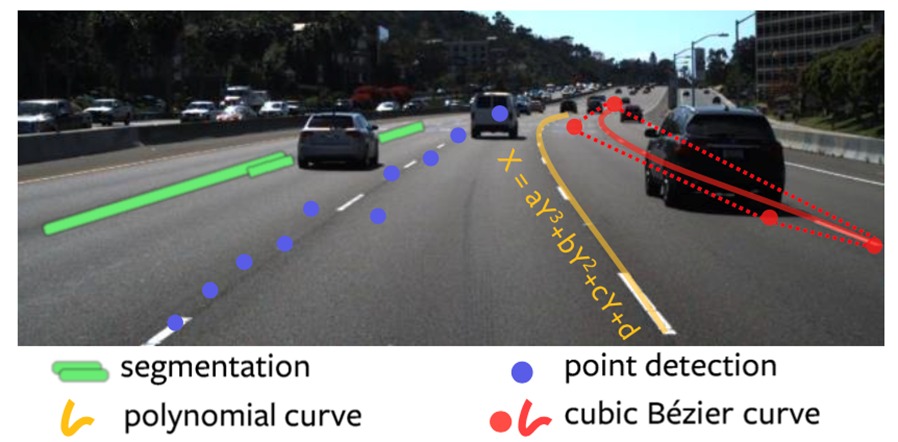 X = aY³+bY²+cY+d
segmentation
point detection
polynomial curve
cubic Bézier curve